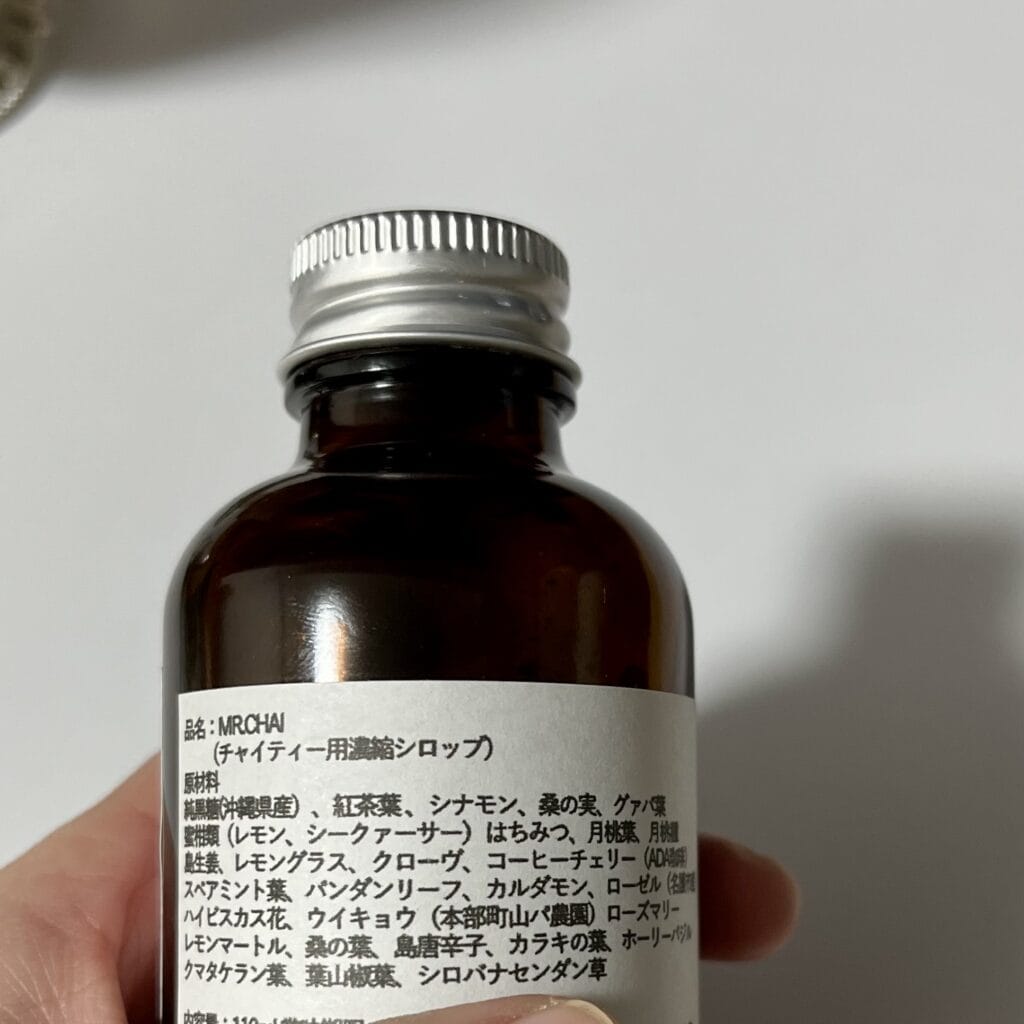 品名：MR.CHAI
(チャイティー用濃縮シロップ)
原材料
純黒糖(沖縄県産）、紅茶葉、シナモン、桑の実、グァバ葉
蜜柑類（レモン、シークァーサー）はちみつ、月桃葉、
島生姜、レモングラス、クローヴ、コーヒーチェリー
スペアミント葉、パンダンリーフ、カルダモン、ローゼル
ハイビスカス花、ウイキョウ（本部町山パ農園）ローズマリー
レモンマートル、桑の葉、島唐辛子、カラキの葉、ホーリーバジル
クマタケラン葉、葉山椒葉、シロバナセンダン草
内容量：110